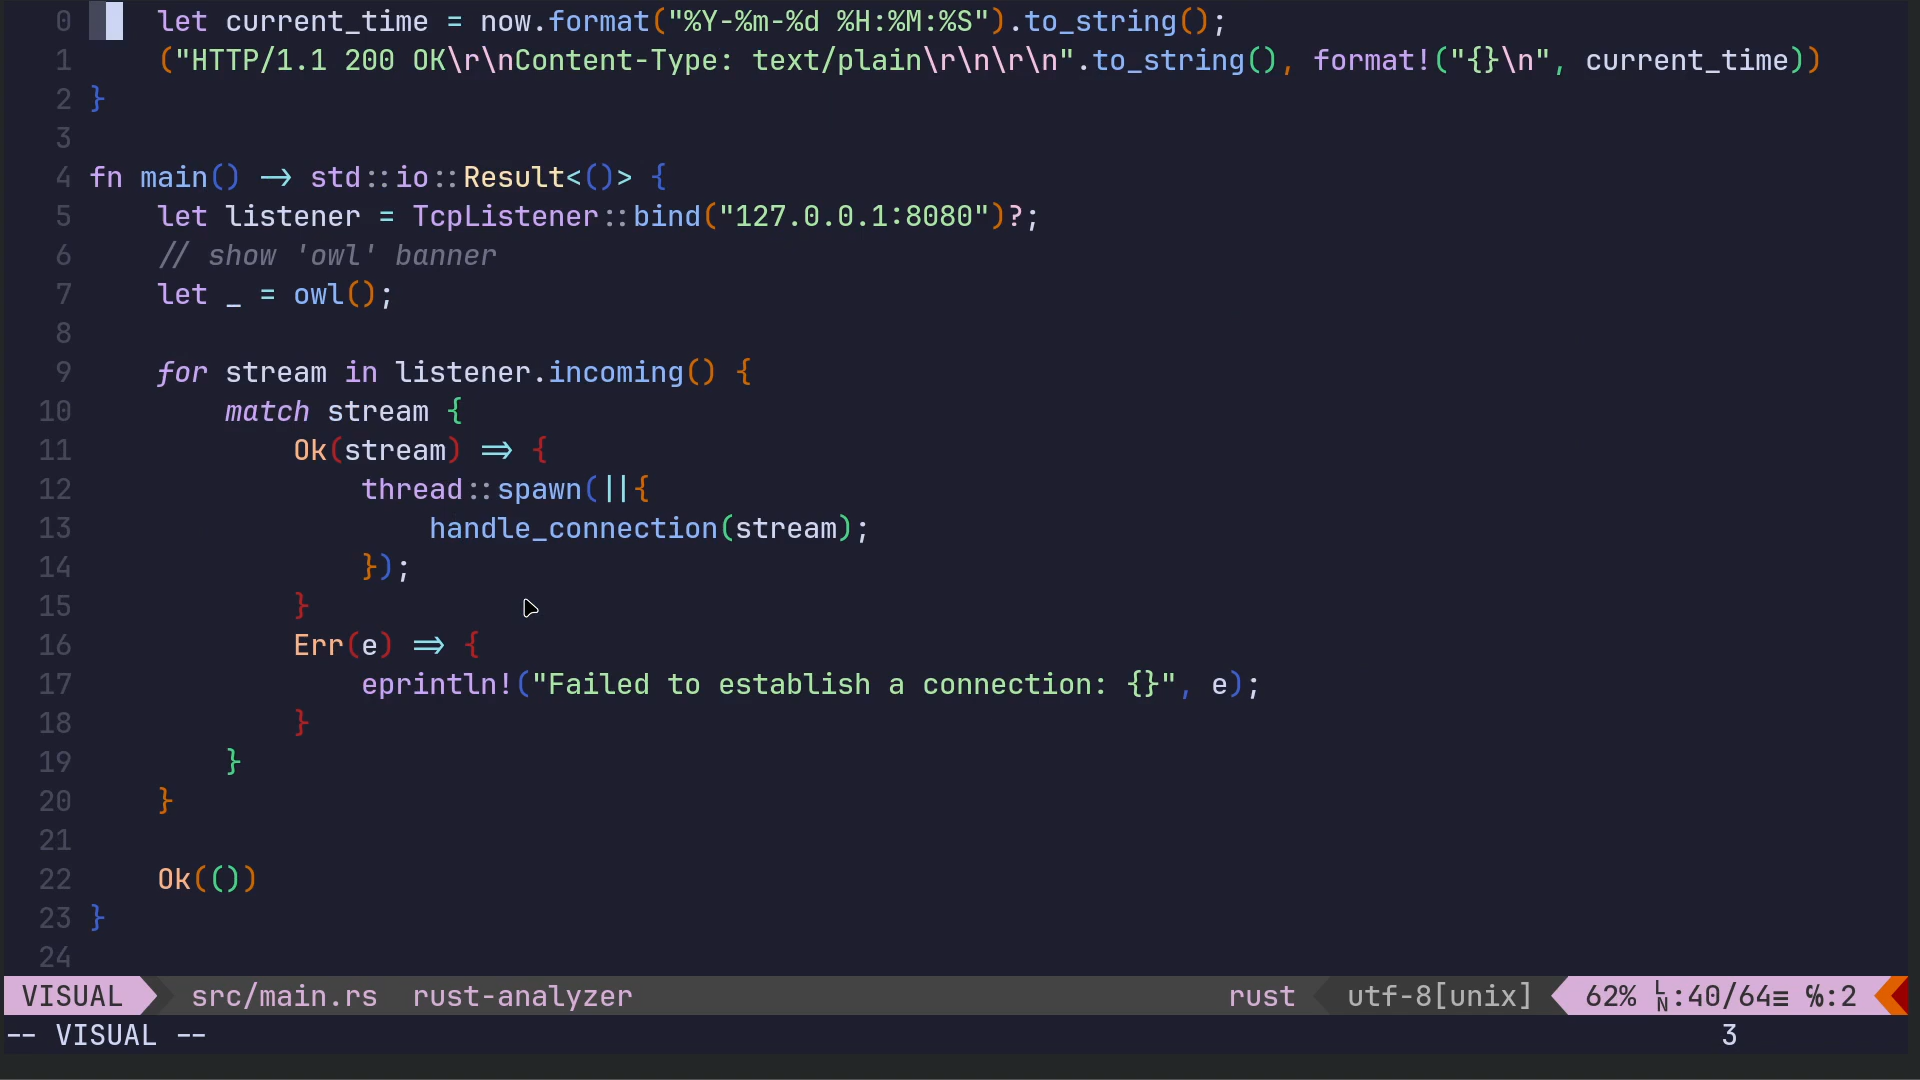 0     let current_time = now.format("%Y-%m-%d %H:%M:%S").to_string();
1     ("HTTP/1.1 200 OK\r\nContent-Type: text/plain\r\n\r\n".to_string(), format!("{}\n", current_time))
2 }
3
4 fn main() -> std::io::Result<()> {
5     let listener = TcpListener::bind("127.0.0.1:8080")?;
6     // show 'owl' banner
7     let _ = owl();
8
9     for stream in listener.incoming() {
10         match stream {
11             Ok(stream) => {
12                 thread::spawn(||{
13                     handle_connection(stream);
14                 });
15             }
16             Err(e) => {
17                 eprintln!("Failed to establish a connection: {}", e);
18             }
19         }
20     }
21
22     Ok(())
23 }
24
VISUAL src/main.rs rust-analyzer rust utf-8[unix] 62% LN:40/64≡ ℅:2
-- VISUAL -- 3